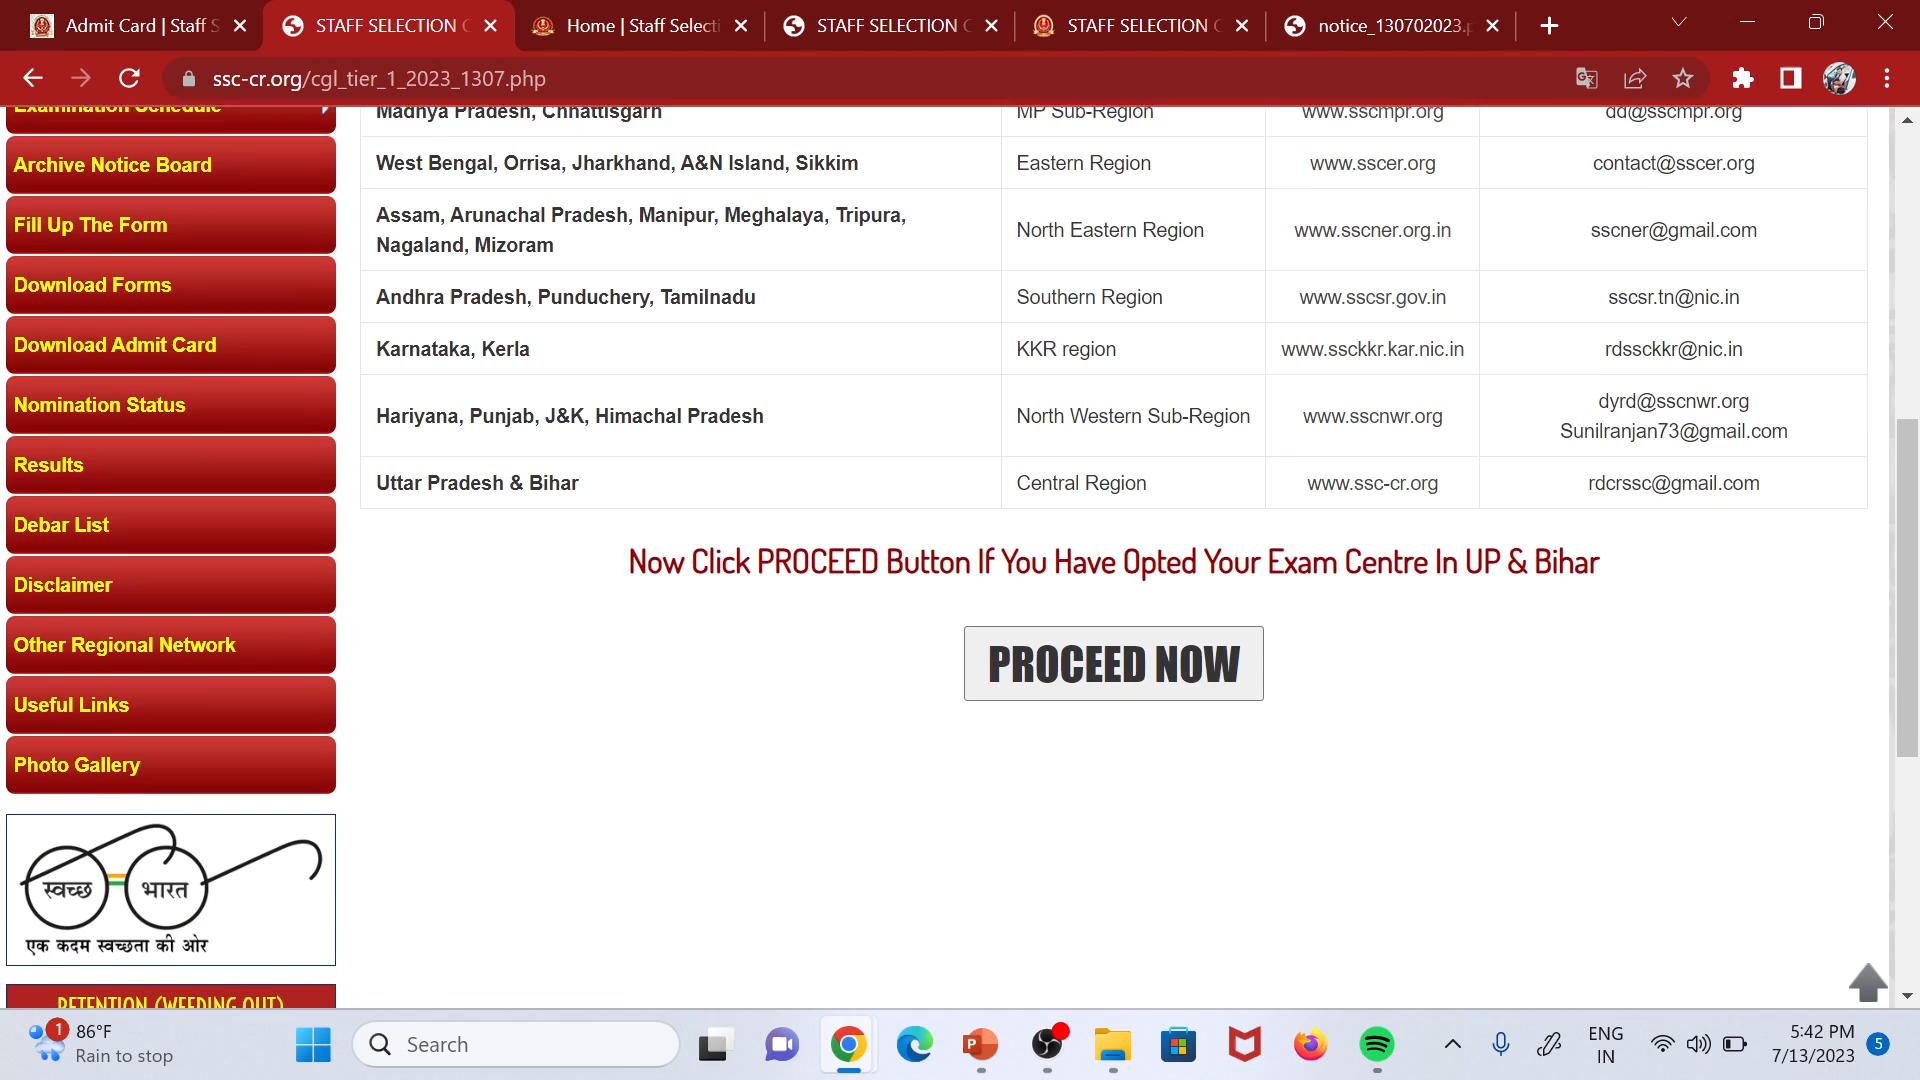 Admit Card | Staff S
STAFF SELECTION C
Home | Staff Selecti
STAFF SELECTION C
STAFF SELECTION C
notice_130702023.p
ssc-cr.org/cgl_tier_1_2023_1307.php
Examination Schedule
Archive Notice Board
Fill Up The Form
Download Forms
Download Admit Card
Nomination Status
Results
Debar List
Disclaimer
Other Regional Network
Useful Links
Photo Gallery
स्वच्छ भारत
एक कदम स्वच्छता की ओर
RETENTION (WEEDING OUT)
Madhya Pradesh, Chhattisgarh MP Sub-Region www.sscmpr.org dd@sscmpr.org
West Bengal, Orrisa, Jharkhand, A&N Island, Sikkim Eastern Region www.sscer.org contact@sscer.org
Assam, Arunachal Pradesh, Manipur, Meghalaya, Tripura,
Nagaland, Mizoram North Eastern Region www.sscner.org.in sscner@gmail.com
Andhra Pradesh, Punduchery, Tamilnadu Southern Region www.sscsr.gov.in sscsr.tn@nic.in
Karnataka, Kerla KKR region www.ssckkr.kar.nic.in rdssckkr@nic.in
Hariyana, Punjab, J&K, Himachal Pradesh North Western Sub-Region www.sscnwr.org dyrd@sscnwr.org
Sunilranjan73@gmail.com
Uttar Pradesh & Bihar Central Region www.ssc-cr.org rdcrssc@gmail.com
Now Click PROCEED Button If You Have Opted Your Exam Centre In UP & Bihar
PROCEED NOW
1
86°F
Rain to stop
Search
P
ENG
IN
5:42 PM
7/13/2023
5